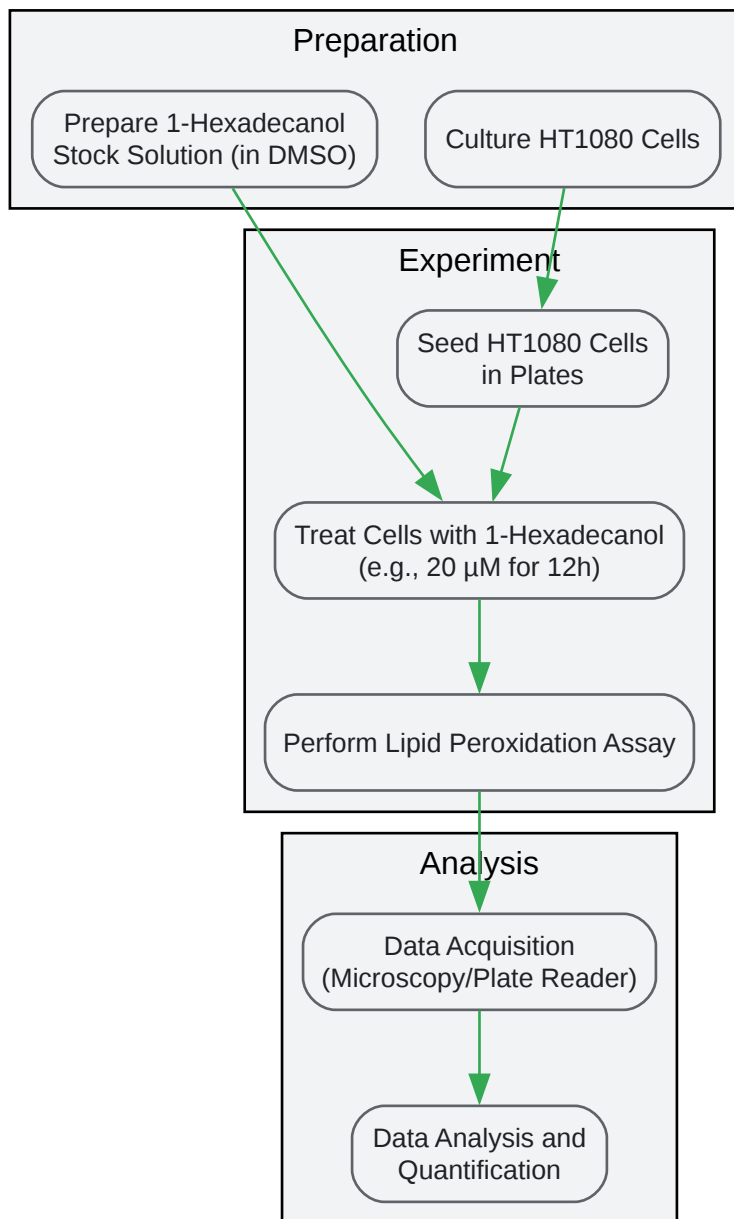 Preparation
Prepare 1-Hexadecanol
Stock Solution (in DMSO)
Culture HT1080 Cells
Experiment
Seed HT1080 Cells
in Plates
Treat Cells with 1-Hexadecanol
(e.g., 20 µM for 12h)
Perform Lipid Peroxidation Assay
Analysis
Data Acquisition
(Microscopy/Plate Reader)
Data Analysis and
Quantification